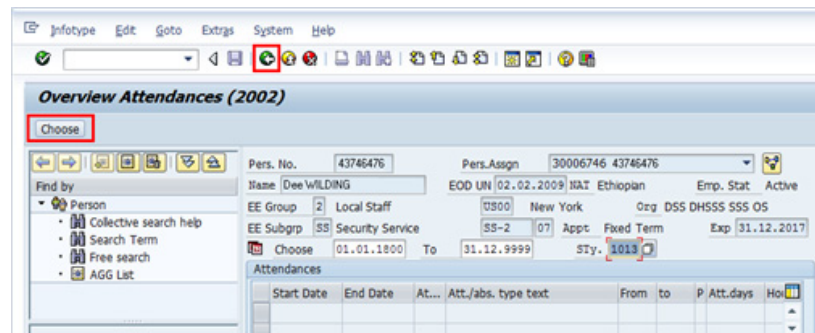 Infotype Edit Goto Extras System Help
Overview Attendances (2002)
Choose
Find by
Person
Collective search help
Search Term
Free search
AGG List
Pers. No. 43746476 Pers.Assgn 30006746 43746476
Name Dee WILDING EOD UN 02.02.2009 NAT Ethiopian Emp. Stat Active
EE Group 2 Local Staff US00 New York Org DSS DHSSS SSS OS
EE Subgrp SS Security Service SS-2 07 Appt Fixed Term Exp 31.12.2017
Choose 01.01.1800 To 31.12.9999 STy. 1013
Attendances
Start Date End Date At... Att./abs. type text From to P Att.days